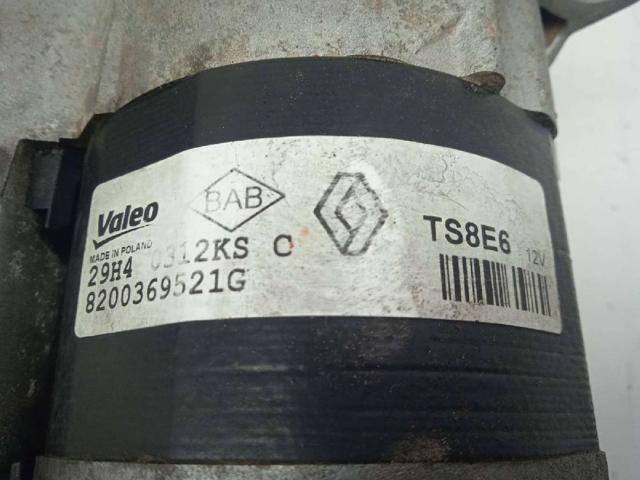 Valeo
MADE IN POLAND
BAB
29H4 0312KS C
8200369521G
TS8E6 12V